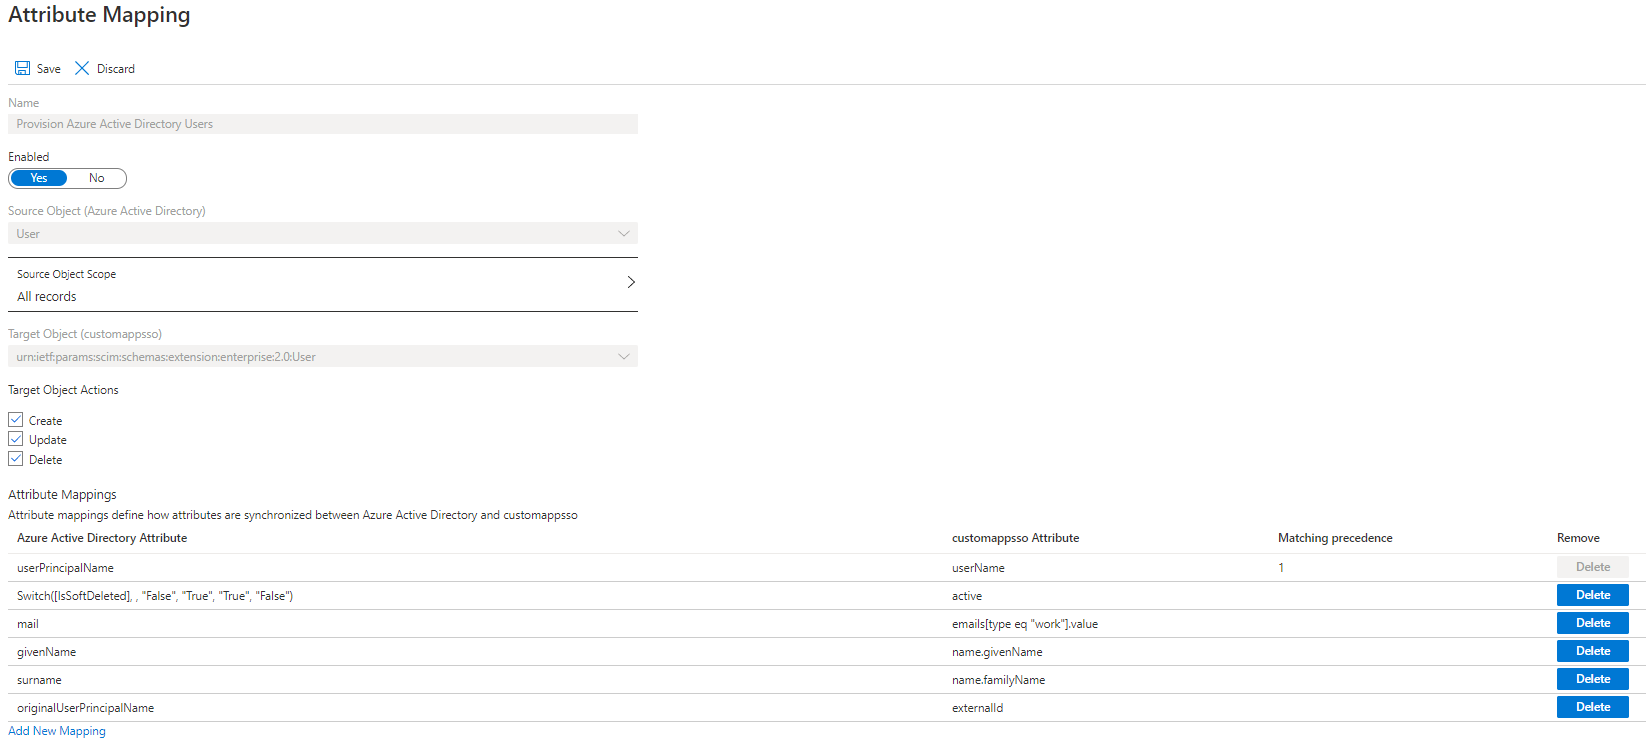 Attribute Mapping
Save Discard
Name
Provision Azure Active Directory Users
Enabled
Yes No
Source Object (Azure Active Directory)
User
Source Object Scope
All records
Target Object (customappsso)
urn:ietf:params:scim:schemas:extension:enterprise:2.0:User
Target Object Actions
Create
Update
Delete
Attribute Mappings
Attribute mappings define how attributes are synchronized between Azure Active Directory and customappsso
Azure Active Directory Attribute customappsso Attribute Matching precedence Remove
userPrincipalName userName 1 Delete
Switch([IsSoftDeleted], , "False", "True", "True", "False") active Delete
mail emails[type eq "work"].value Delete
givenName name.givenName Delete
surname name.familyName Delete
originalUserPrincipalName externalId Delete
Add New Mapping